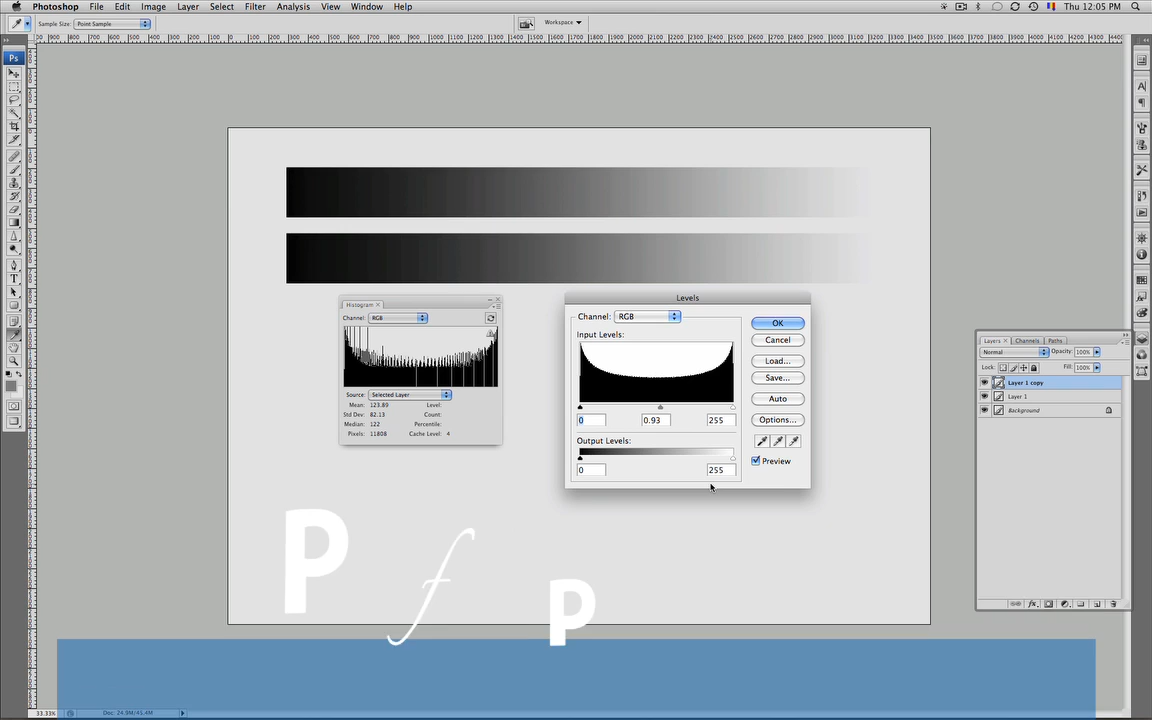 Photoshop File Edit Image Layer Select Filter Analysis View Window Help Thu 12:05 PM
Sample Size: Point Sample Workspace
Ps
Histogram
Channel: RGB
Source: Selected Layer
Mean: 123.89 Level:
Std Dev: 82.13 Count:
Median: 122 Percentile:
Pixels: 11808 Cache Level: 4
Levels
Channel: RGB
Input Levels:
0 0.93 255
Output Levels:
0 255
OK
Cancel
Load...
Save...
Auto
Options...
Preview
Layers Channels Paths
Normal Opacity: 100%
Lock: Fill: 100%
Layer 1 copy
Layer 1
Background
P f P
33.33% Doc: 24.9M/41.4M